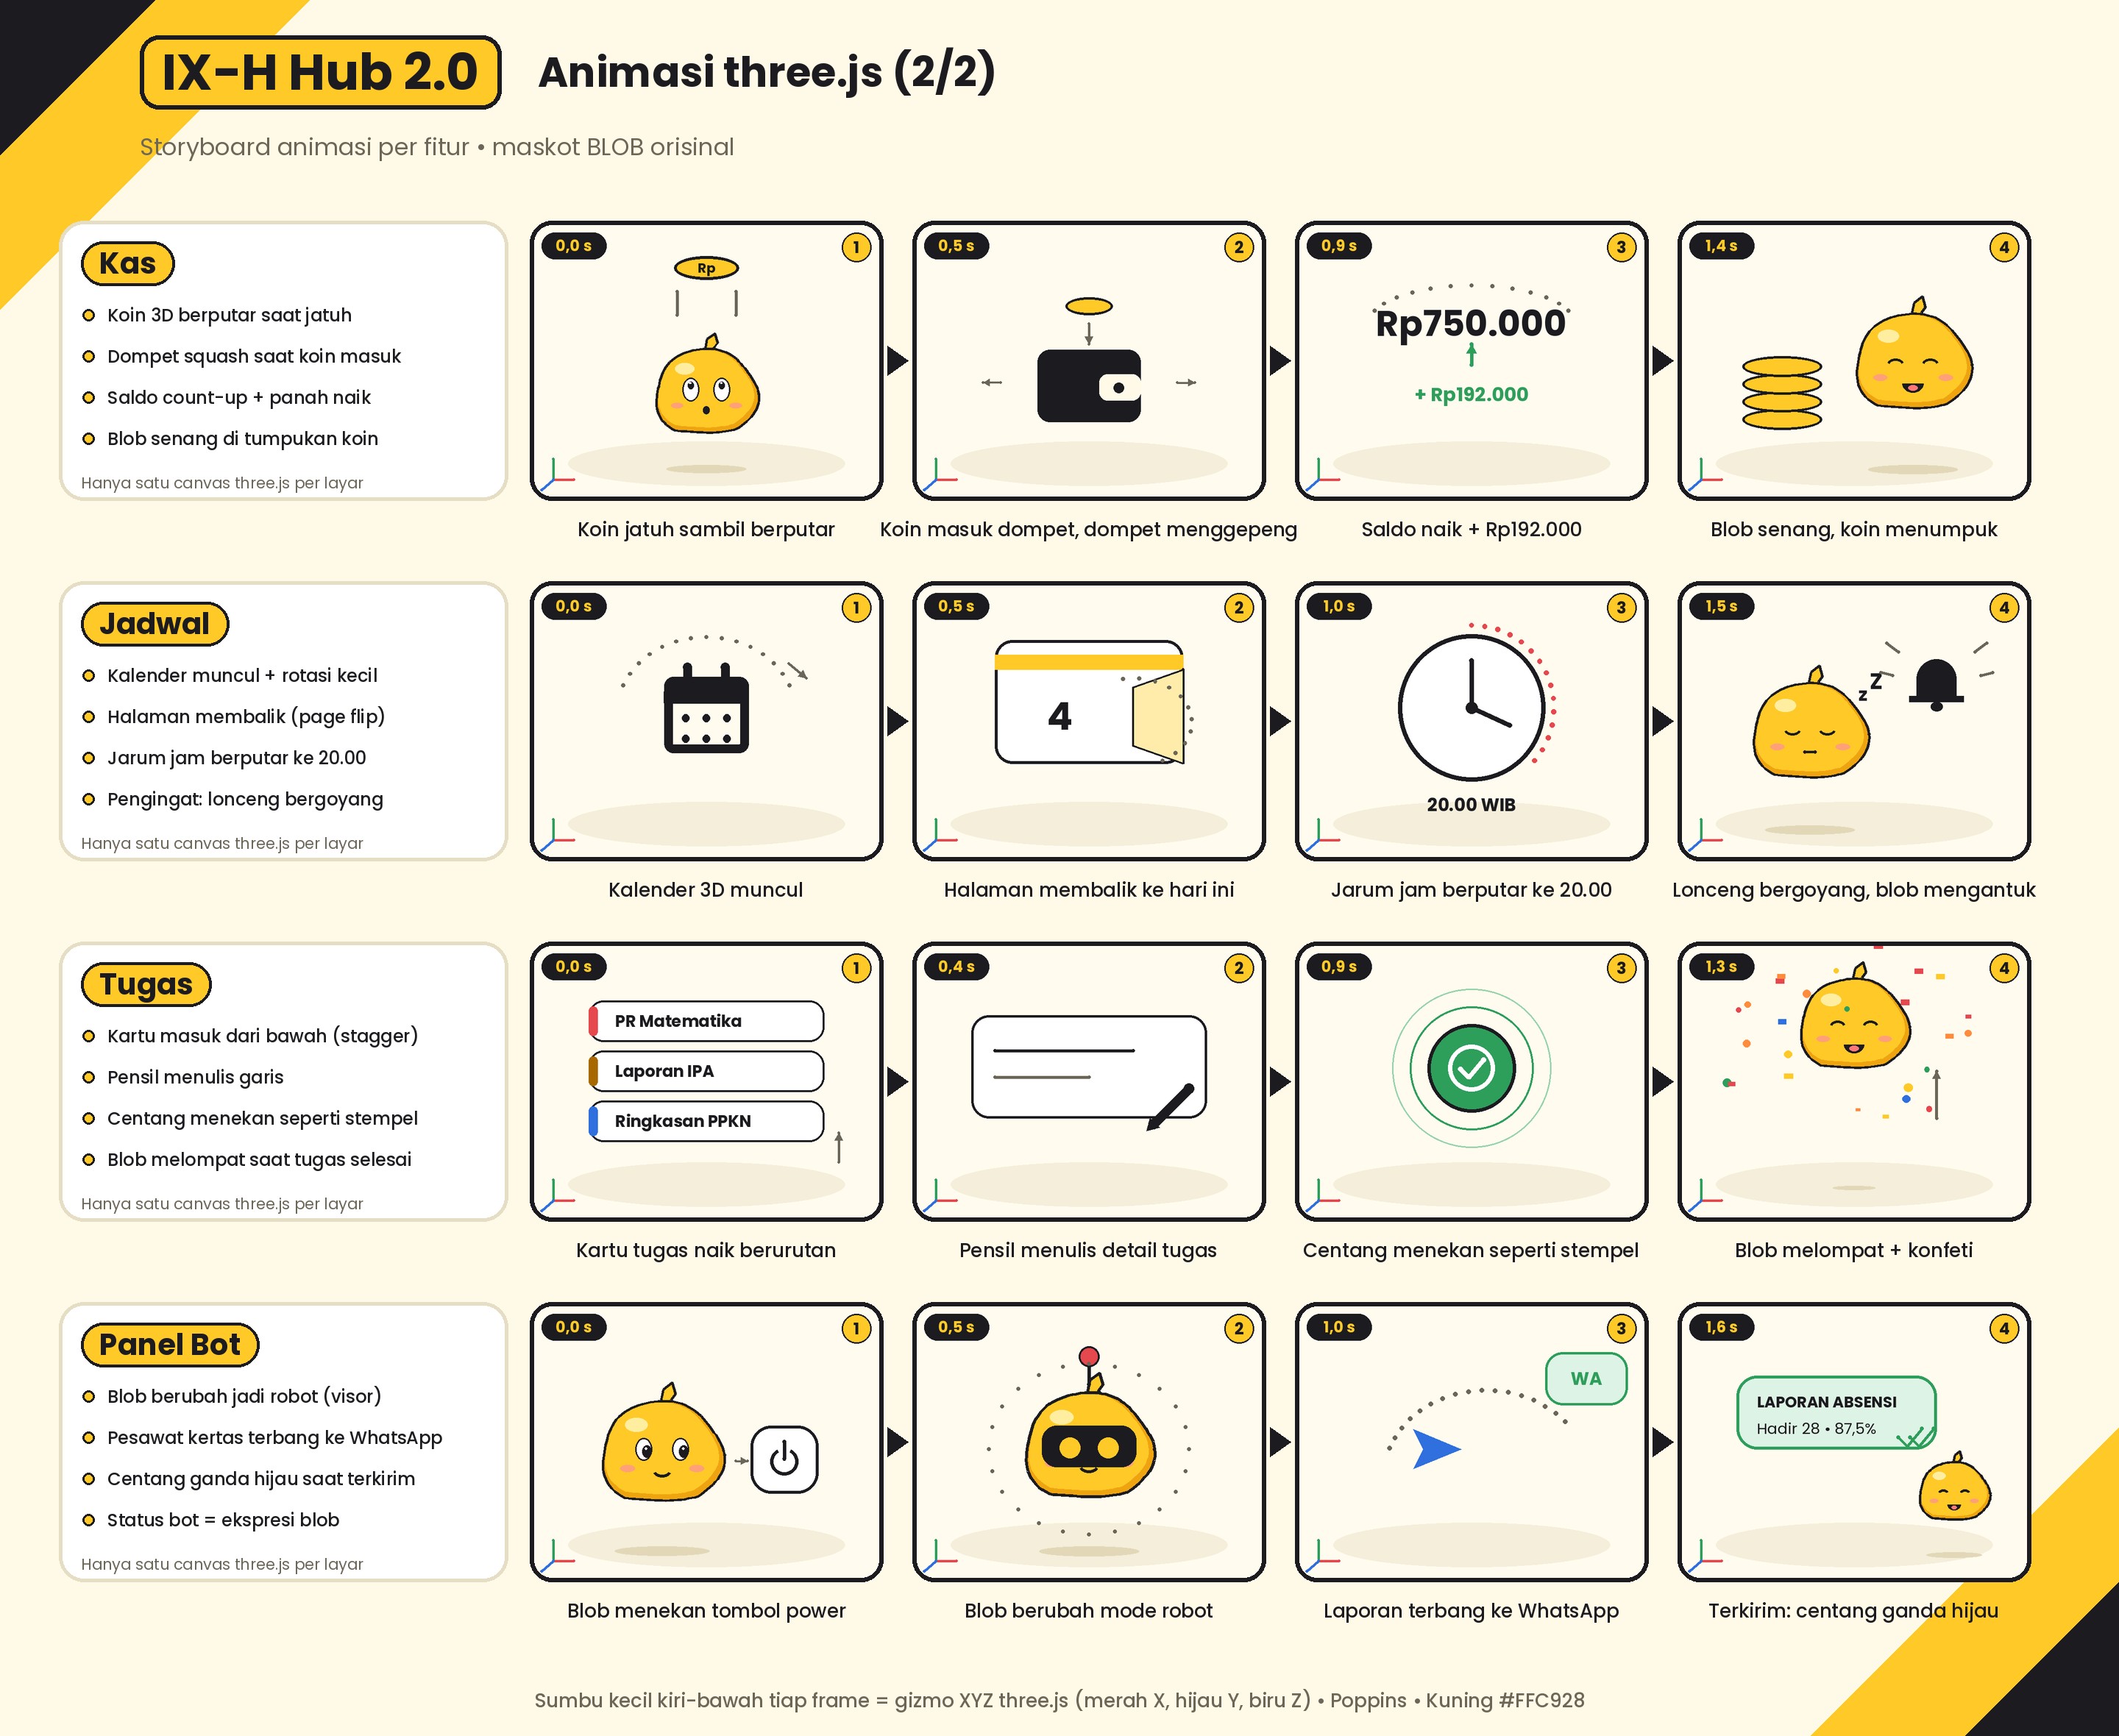 IX-H Hub 2.0
Animasi three.js (2/2)
Storyboard animasi per fitur • maskot BLOB orisinal
Kas
Koin 3D berputar saat jatuh
Dompet squash saat koin masuk
Saldo count-up + panah naik
Blob senang di tumpukan koin
Hanya satu canvas three.js per layar
0,0 s
1
Rp
Koin jatuh sambil berputar
0,5 s
2
Koin masuk dompet, dompet menggepeng
0,9 s
3
Rp750.000
+ Rp192.000
Saldo naik + Rp192.000
1,4 s
4
Blob senang, koin menumpuk
Jadwal
Kalender muncul + rotasi kecil
Halaman membalik (page flip)
Jarum jam berputar ke 20.00
Pengingat: lonceng bergoyang
Hanya satu canvas three.js per layar
0,0 s
1
Kalender 3D muncul
0,5 s
2
4
Halaman membalik ke hari ini
1,0 s
3
20.00 WIB
Jarum jam berputar ke 20.00
1,5 s
4
z Z
Lonceng bergoyang, blob mengantuk
Tugas
Kartu masuk dari bawah (stagger)
Pensil menulis garis
Centang menekan seperti stempel
Blob melompat saat tugas selesai
Hanya satu canvas three.js per layar
0,0 s
1
PR Matematika
Laporan IPA
Ringkasan PPKN
Kartu tugas naik berurutan
0,4 s
2
Pensil menulis detail tugas
0,9 s
3
Centang menekan seperti stempel
1,3 s
4
Blob melompat + konfeti
Panel Bot
Blob berubah jadi robot (visor)
Pesawat kertas terbang ke WhatsApp
Centang ganda hijau saat terkirim
Status bot = ekspresi blob
Hanya satu canvas three.js per layar
0,0 s
1
Blob menekan tombol power
0,5 s
2
Blob berubah mode robot
1,0 s
3
WA
Laporan terbang ke WhatsApp
1,6 s
4
LAPORAN ABSENSI
Hadir 28 • 87,5%
Terkirim: centang ganda hijau
Sumbu kecil kiri-bawah tiap frame = gizmo XYZ three.js (merah X, hijau Y, biru Z) • Poppins • Kuning #FFC928